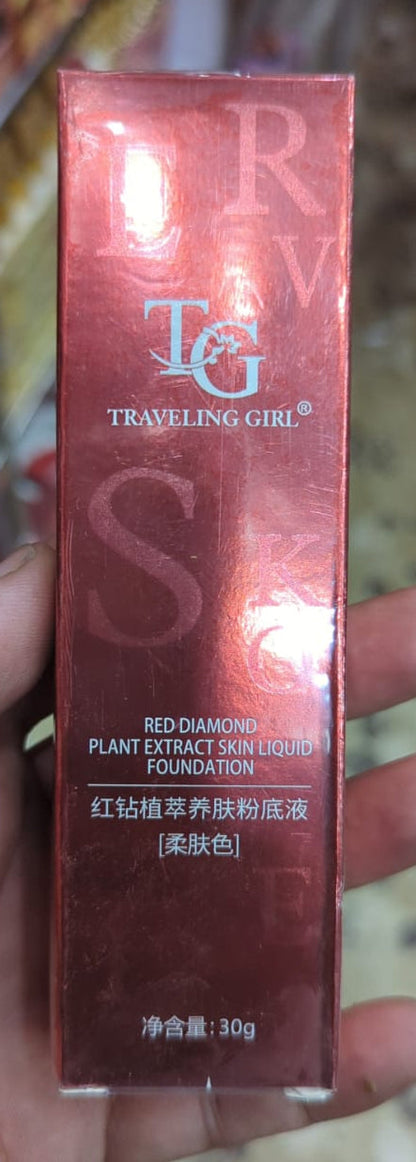 E
R
V
TG
TRAVELING GIRL®
S
K
G
RED DIAMOND
PLANT EXTRACT SKIN LIQUID
FOUNDATION
红钻植萃养肤粉底液
[柔肤色]
E
净含量: 30g